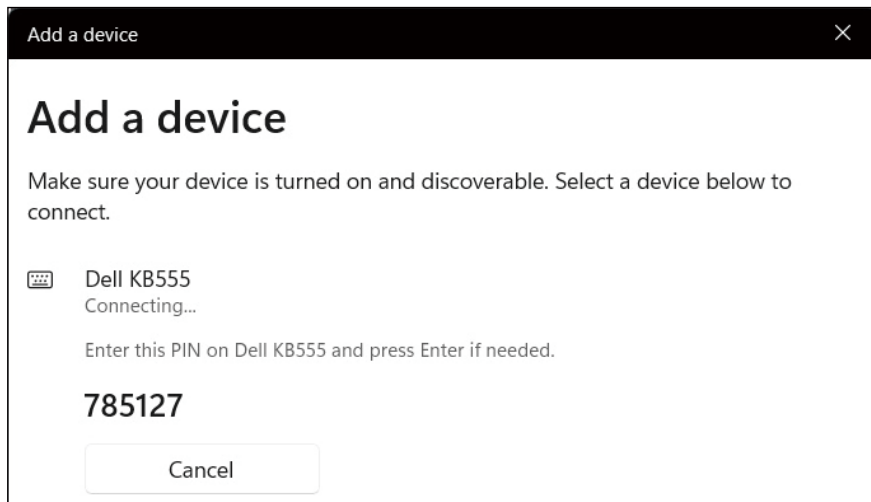 Add a device
Add a device
Make sure your device is turned on and discoverable. Select a device below to
connect.
Dell KB555
Connecting...
Enter this PIN on Dell KB555 and press Enter if needed.
785127
Cancel